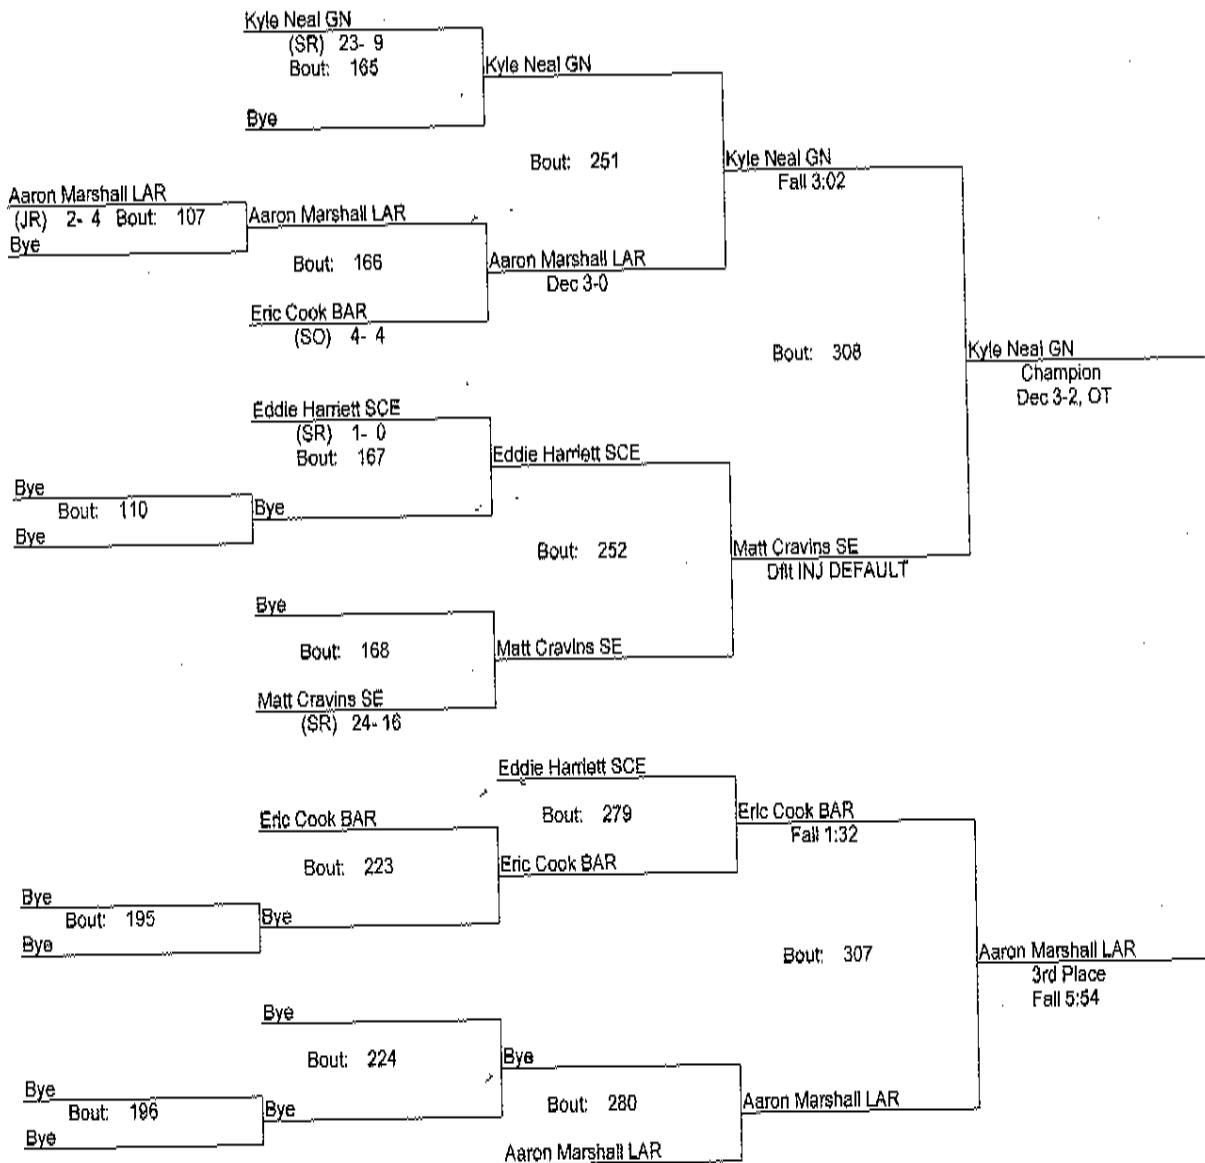 Kyle Neal GN
(SR) 23- 9
Bout: 165
Kyle Neal GN
Bye
Bout: 251
Kyle Neal GN
Fall 3:02
Aaron Marshall LAR
(JR) 2- 4 Bout: 107
Bye
Aaron Marshall LAR
Bout: 166
Aaron Marshall LAR
Dec 3-0
Eric Cook BAR
(SO) 4- 4
Bout: 308
Kyle Neal GN
Champion
Dec 3-2, OT
Eddie Harriett SCE
(SR) 1- 0
Bout: 167
Eddie Harriett SCE
Bye
Bout: 110
Bye
Bye
Bout: 252
Matt Cravins SE
Dflt INJ DEFAULT
Bye
Bout: 168
Matt Cravins SE
Matt Cravins SE
(SR) 24-16
Eddie Harriett SCE
Bout: 279
Eric Cook BAR
Fall 1:32
Eric Cook BAR
Bout: 223
Eric Cook BAR
Bye
Bout: 195
Bye
Bye
Bout: 307
Aaron Marshall LAR
3rd Place
Fall 5:54
Bye
Bout: 224
Bye
Bye
Bout: 196
Bye
Bye
Bout: 280
Aaron Marshall LAR
Aaron Marshall LAR